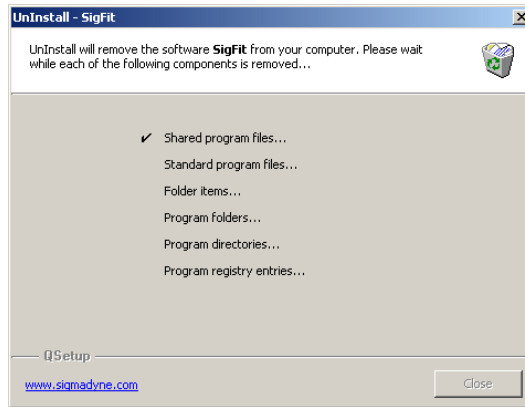 UnInstall - SigFit
UnInstall will remove the software SigFit from your computer. Please wait
while each of the following components is removed...
Shared program files...
Standard program files...
Folder items...
Program folders...
Program directories...
Program registry entries...
QSetup
www.sigmadyne.com
Close